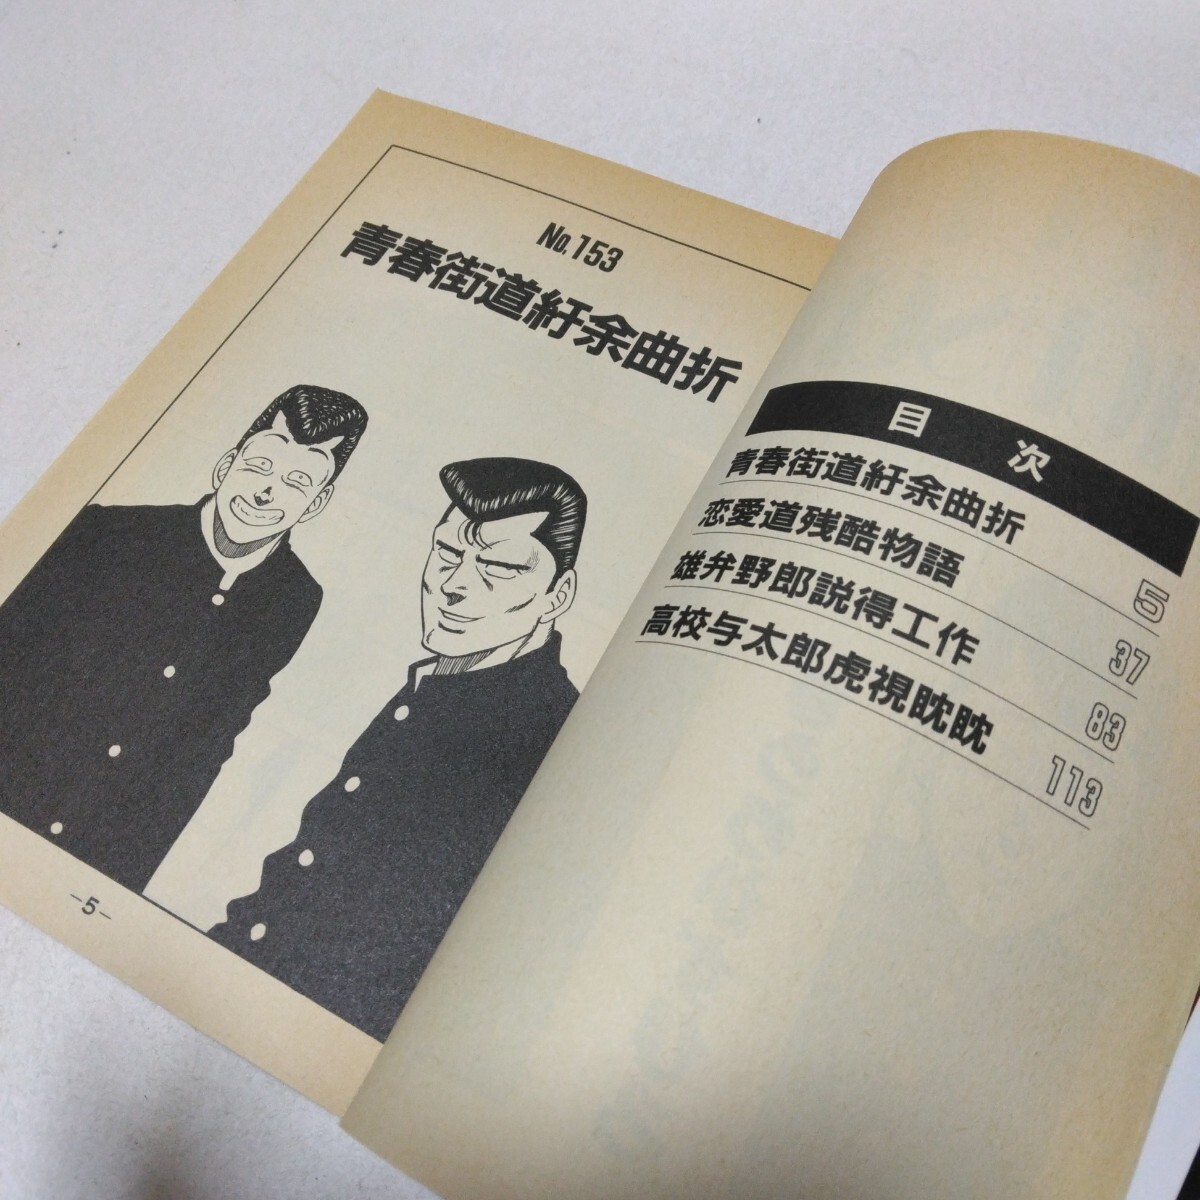 No.153
青春街道紆余曲折
-5-
目次
青春街道紆余曲折 5
恋愛道残酷物語 37
雄弁野郎説得工作 83
高校与太郎虎視眈眈 113